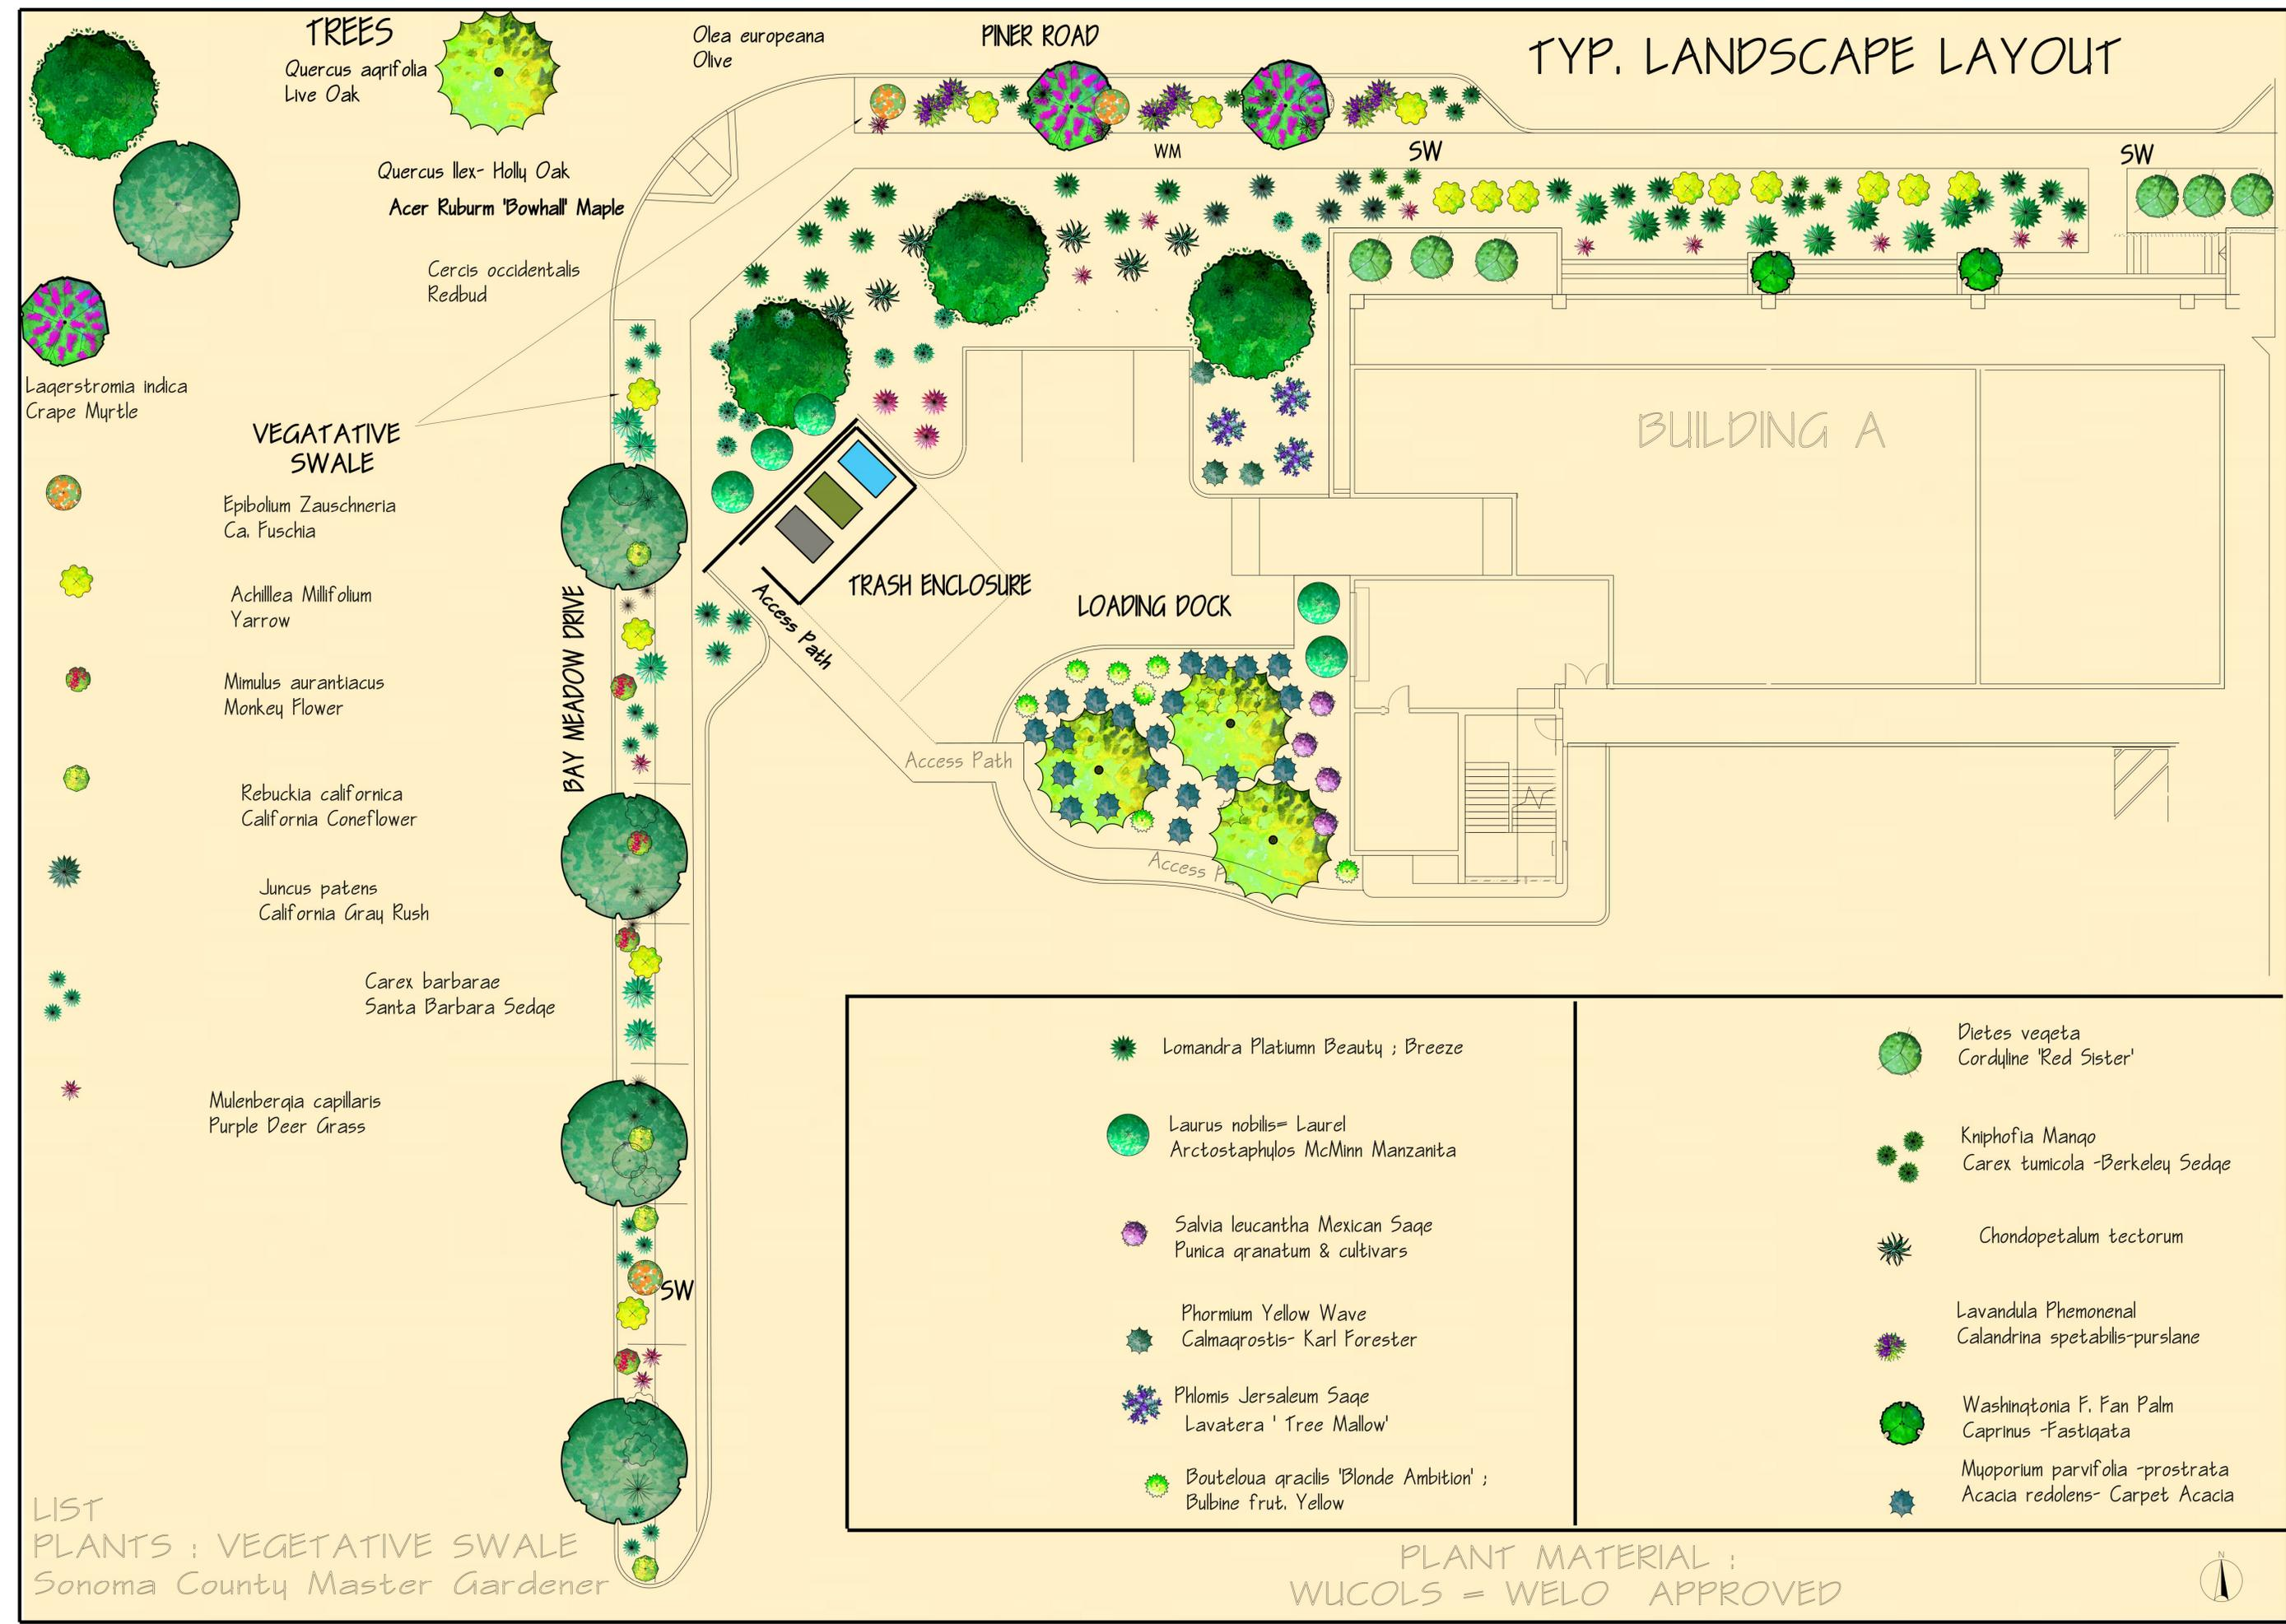 TREES
Quercus agrifolia
Live Oak
Olea europeana
Olive
PINER ROAD
TYP. LANDSCAPE LAYOUT
WM
SW
SW
Quercus Ilex- Holly Oak
Acer Ruburm 'Bowhall' Maple
Cercis occidentalis
Redbud
Lagerstromia indica
Crape Myrtle
VEGATATIVE
SWALE
Epibolium Zauschneria
Ca. Fuschia
Achilllea Millifolium
Yarrow
Mimulus aurantiacus
Monkey Flower
Rebuckia californica
California Coneflower
Juncus patens
California Gray Rush
Carex barbarae
Santa Barbara Sedge
Mulenbergia capillaris
Purple Deer Grass
BAY MEADOW DRIVE
SW
BUILDING A
TRASH ENCLOSURE
Access Path
LOADING DOCK
Access Path
Access P
Lomandra Platiumn Beauty ; Breeze
Laurus nobilis= Laurel
Arctostaphylos McMinn Manzanita
Salvia leucantha Mexican Sage
Punica granatum & cultivars
Phormium Yellow Wave
Calmagrostis- Karl Forester
Phlomis Jersaleum Sage
Lavatera ' Tree Mallow'
Bouteloua gracilis 'Blonde Ambition' ;
Bulbine frut. Yellow
Dietes vegeta
Cordyline 'Red Sister'
Kniphofia Mango
Carex tumicola -Berkeley Sedge
Chondopetalum tectorum
Lavandula Phemonenal
Calandrina spetabilis-purslane
Washingtonia F. Fan Palm
Caprinus -Fastigata
Myoporium parvifolia -prostrata
Acacia redolens- Carpet Acacia
LIST
PLANTS : VEGETATIVE SWALE
Sonoma County Master Gardener
PLANT MATERIAL :
WUCOLS = WELO APPROVED
N